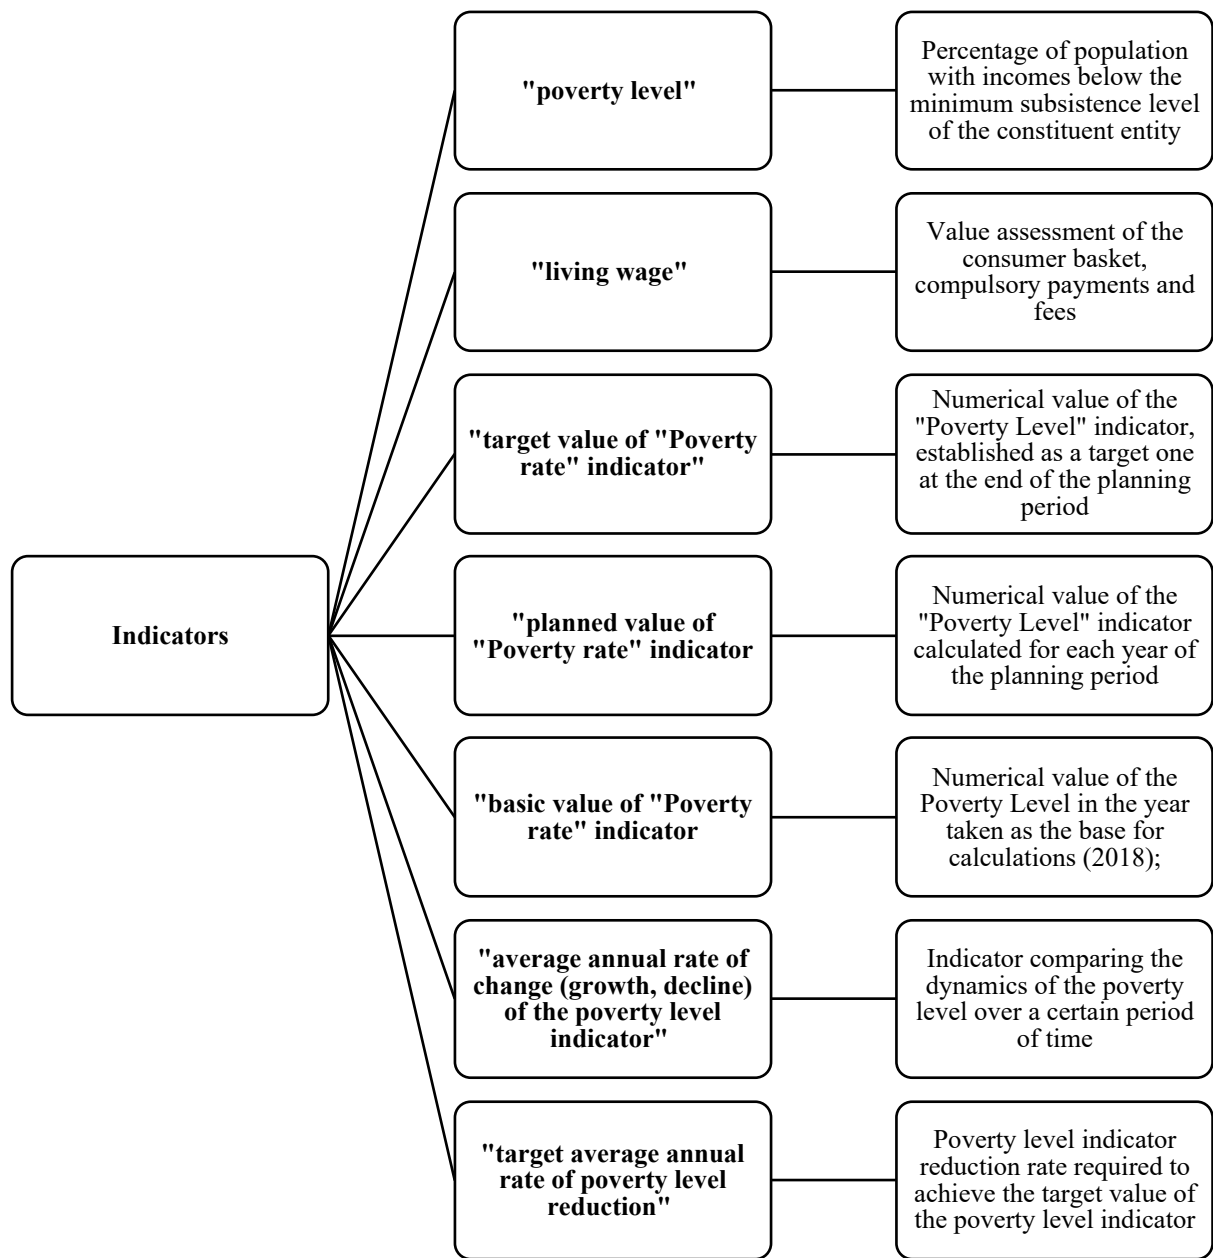 Indicators
"poverty level"
Percentage of population
with incomes below the
minimum subsistence level
of the constituent entity
"living wage"
Value assessment of the
consumer basket,
compulsory payments and
fees
"target value of "Poverty
rate" indicator"
Numerical value of the
"Poverty Level" indicator,
established as a target one
at the end of the planning
period
"planned value of
"Poverty rate" indicator
Numerical value of the
"Poverty Level" indicator
calculated for each year of
the planning period
"basic value of "Poverty
rate" indicator
Numerical value of the
Poverty Level in the year
taken as the base for
calculations (2018);
"average annual rate of
change (growth, decline)
of the poverty level
indicator"
Indicator comparing the
dynamics of the poverty
level over a certain period
of time
"target average annual
rate of poverty level
reduction"
Poverty level indicator
reduction rate required to
achieve the target value of
the poverty level indicator